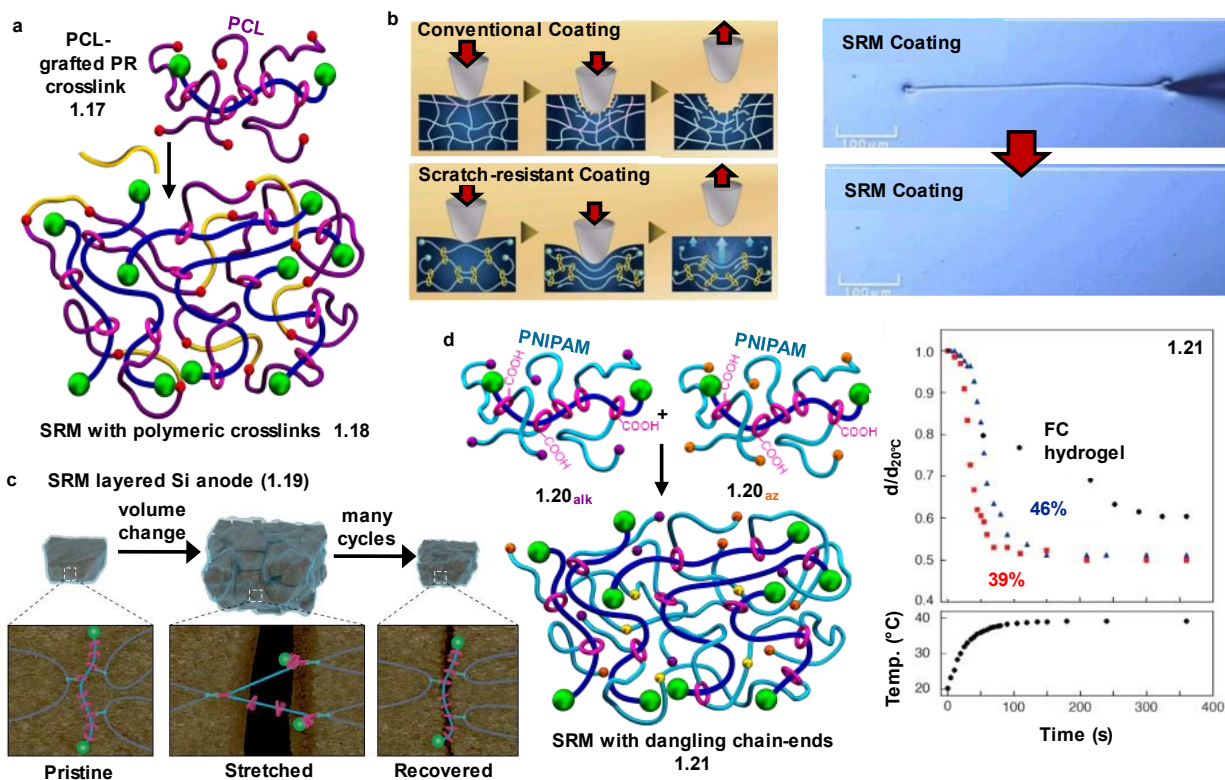 a
PCL
PCL-
grafted PR
crosslink
1.17
SRM with polymeric crosslinks 1.18
b
Conventional Coating
Scratch-resistant Coating
SRM Coating
100μm
SRM Coating
100μm
c
SRM layered Si anode (1.19)
volume
change
many
cycles
Pristine
Stretched
Recovered
d
PNIPAM
PNIPAM
COOH
COOH
COOH
+
COOH
COOH
COOH
1.20alk
1.20az
SRM with dangling chain-ends
1.21
1.21
FC
hydrogel
46%
39%
d/d20°C
1.0
0.9
0.8
0.7
0.6
0.5
0.4
Temp. (°C)
40
30
20
0
100
200
300
400
Time (s)